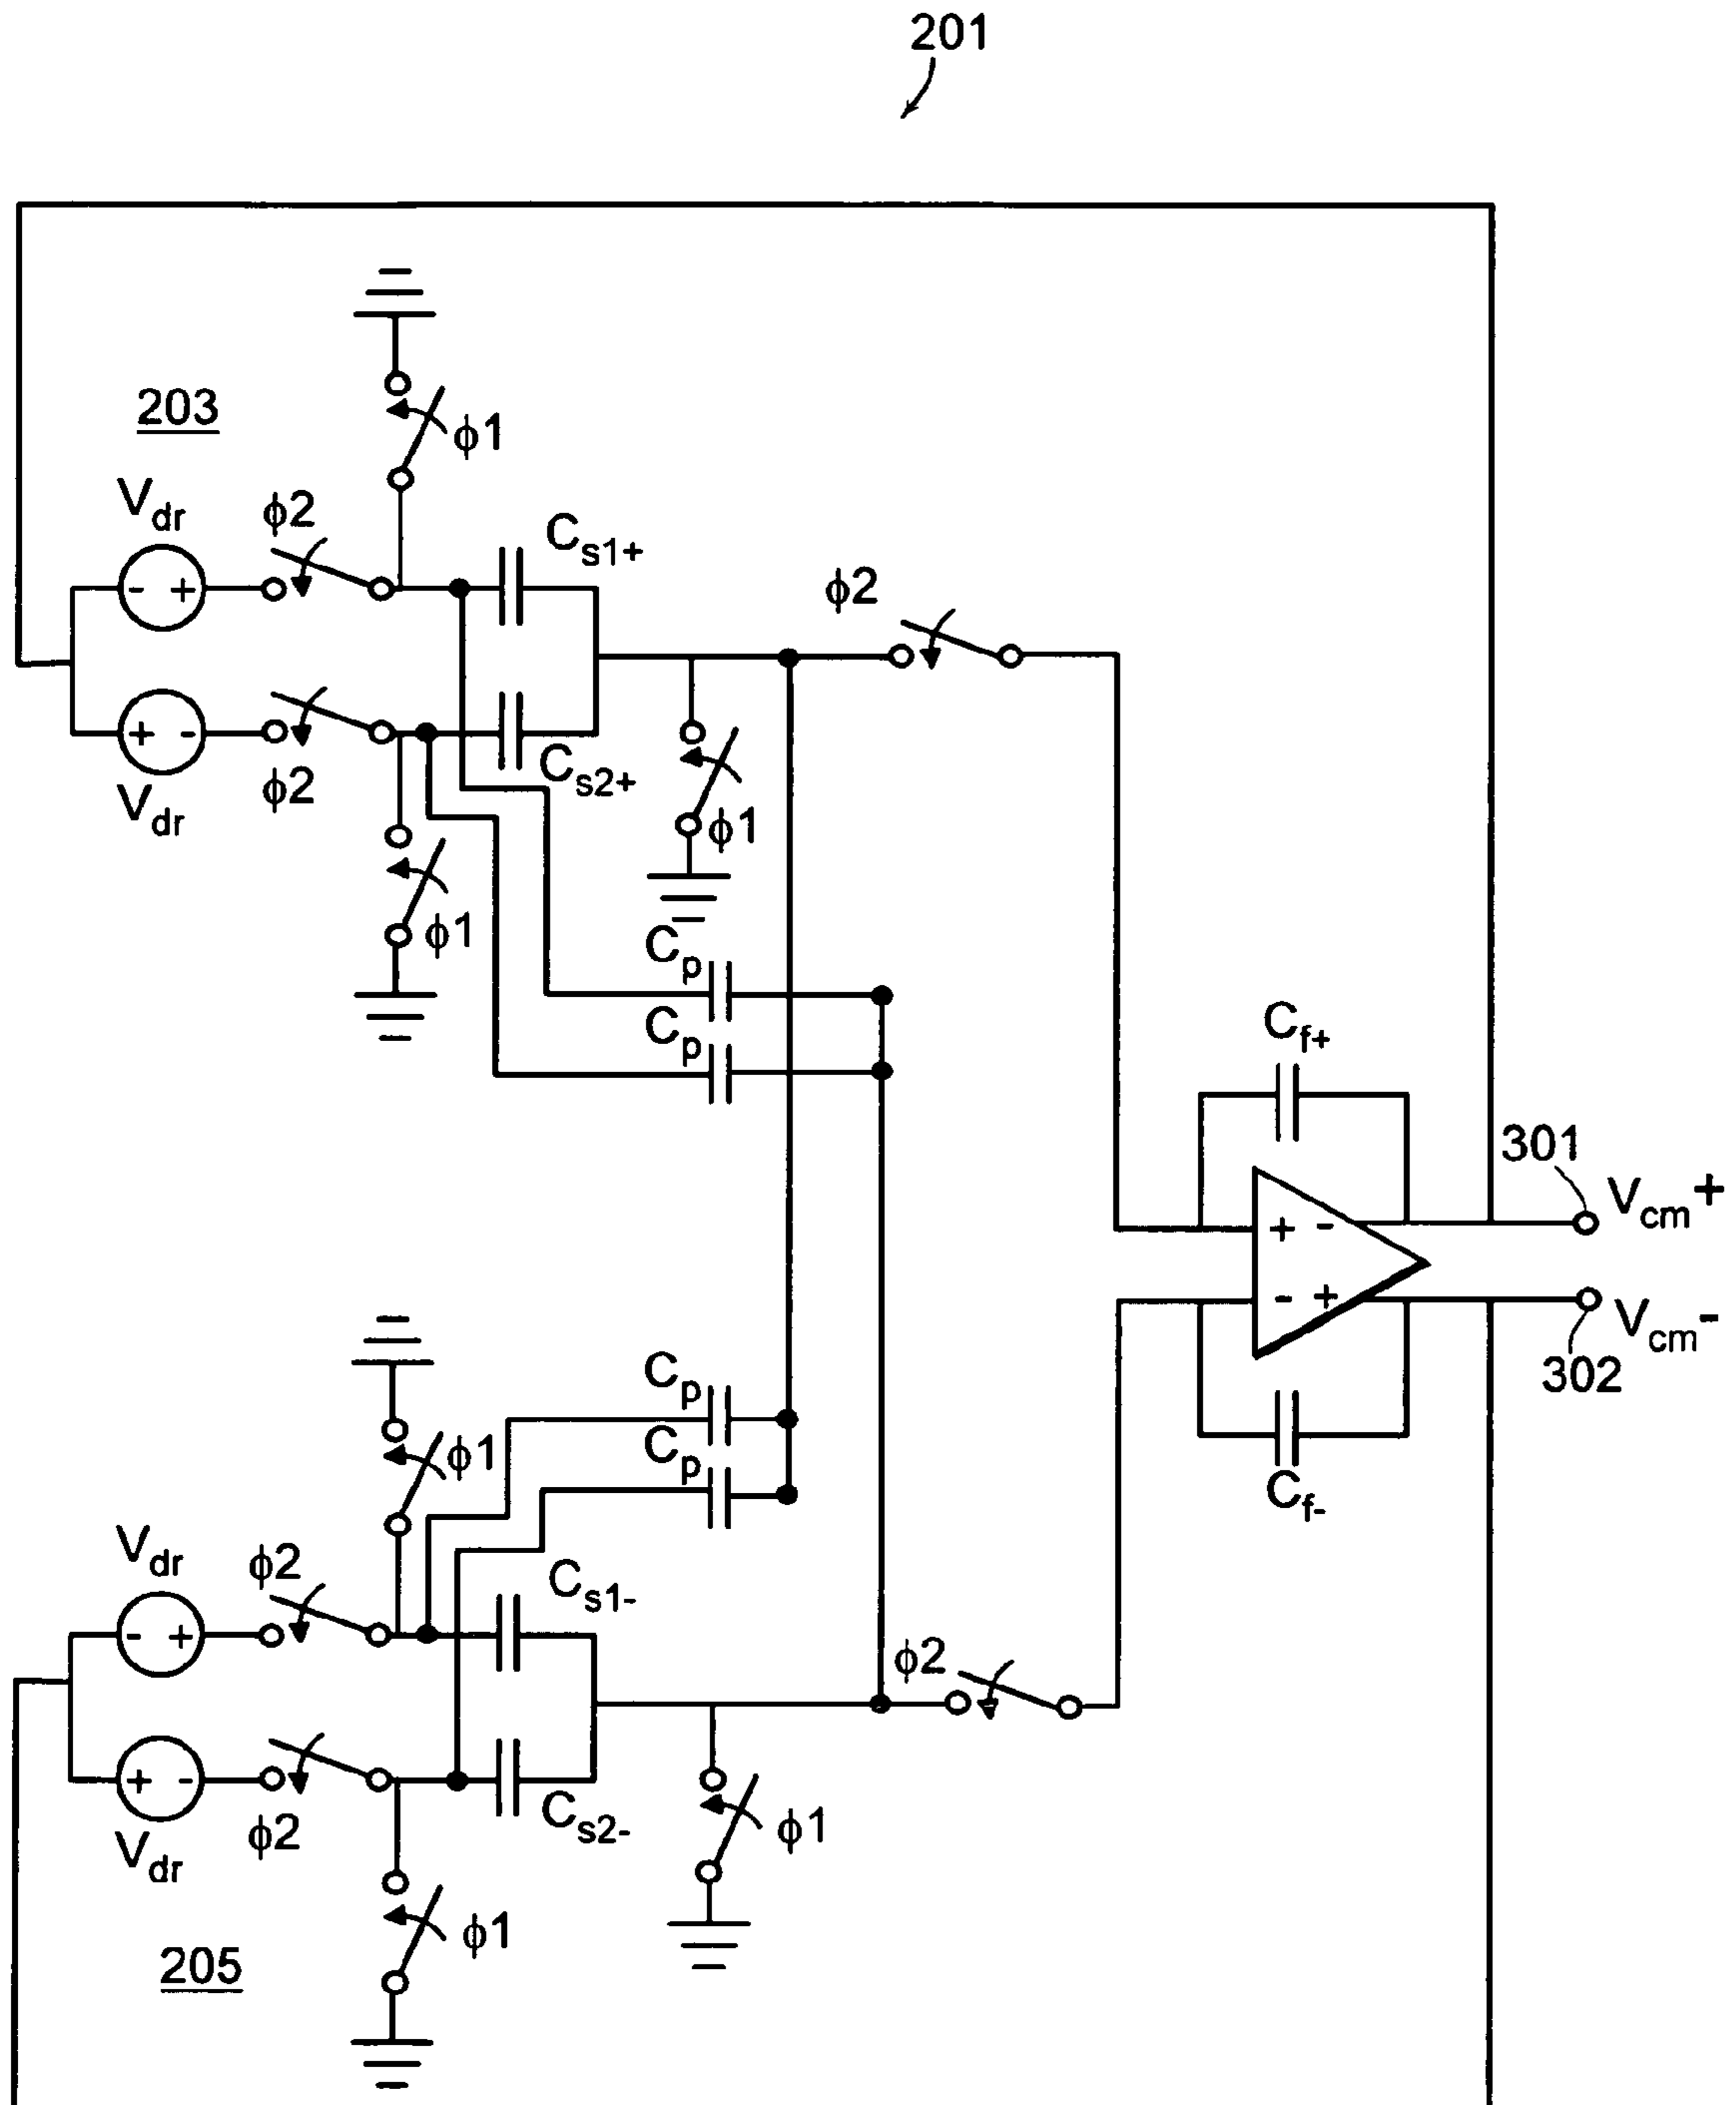 201
203
ϕ1
V_dr
ϕ2
C_s1+
- +
ϕ2
+ -
C_s2+
V_dr
ϕ2
ϕ1
ϕ1
C_p
C_p
C_f+
301
V_cm+
+ -
- +
V_cm-
302
C_p
C_p
ϕ1
C_f-
V_dr
ϕ2
C_s1-
- +
ϕ2
+ -
C_s2-
V_dr
ϕ2
ϕ1
ϕ1
205